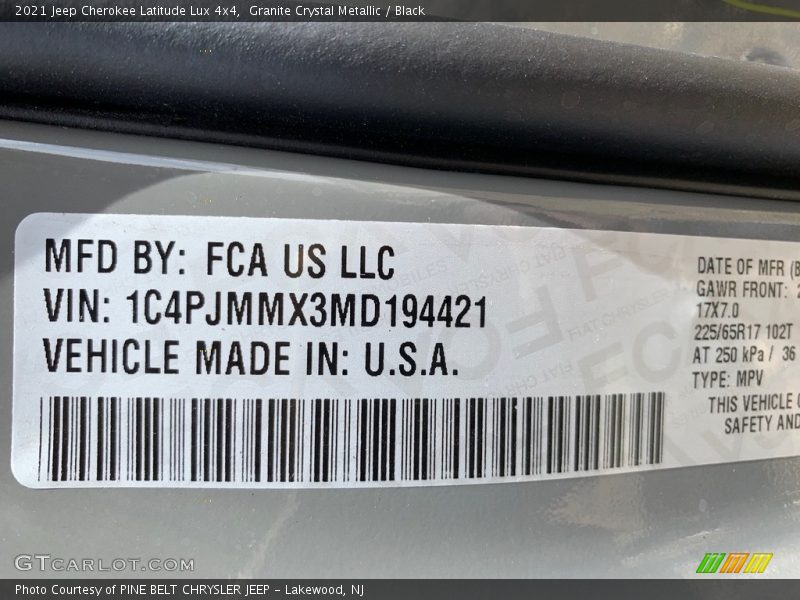 2021 Jeep Cherokee Latitude Lux 4x4, Granite Crystal Metallic / Black
MFD BY: FCA US LLC
VIN: 1C4PJMMX3MD194421
VEHICLE MADE IN: U.S.A.
DATE OF MFR
GAWR FRONT:
17X7.0
225/65R17 102T
AT 250 kPa / 36
TYPE: MPV
THIS VEHICLE
SAFETY AND
GTCARLOT.COM
Photo Courtesy of PINE BELT CHRYSLER JEEP – Lakewood, NJ